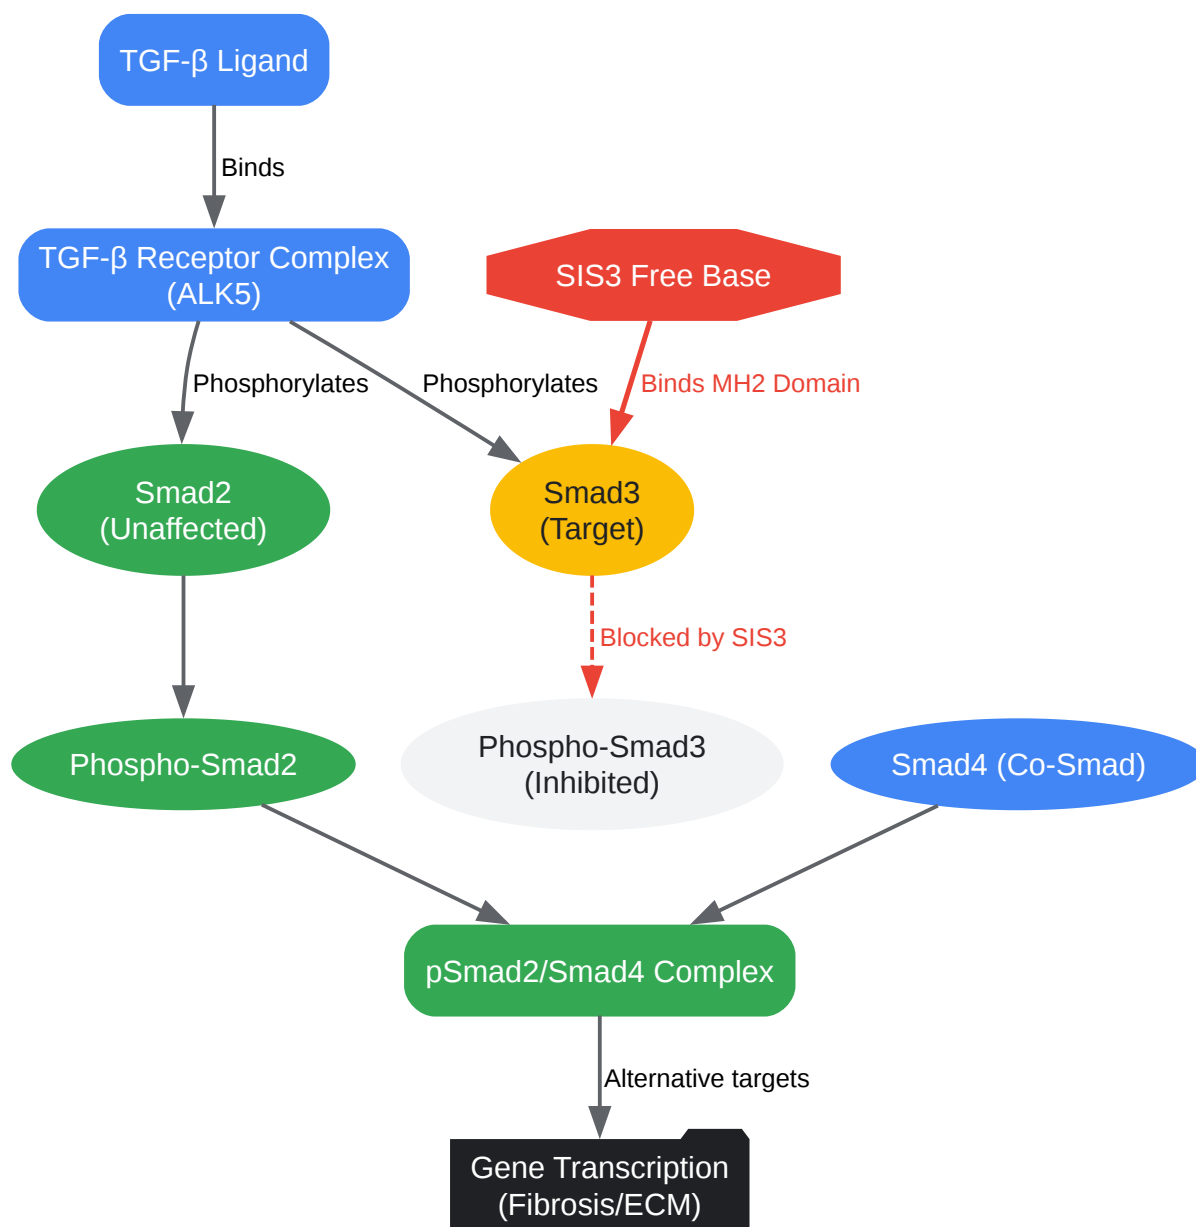 TGF-β Ligand
Binds
TGF-β Receptor Complex
(ALK5)
SIS3 Free Base
Phosphorylates
Phosphorylates
Binds MH2 Domain
Smad2
(Unaffected)
Smad3
(Target)
Blocked by SIS3
Phospho-Smad2
Phospho-Smad3
(Inhibited)
Smad4 (Co-Smad)
pSmad2/Smad4 Complex
Alternative targets
Gene Transcription
(Fibrosis/ECM)